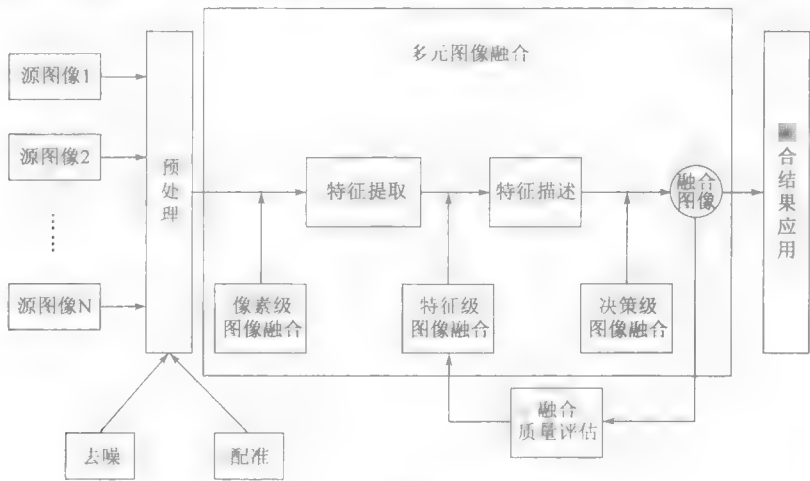 多元图像融合
源图像1
源图像2
……
源图像N
预处理
特征提取
特征描述
融合
图像
合结果应用
像素级
图像融合
特征级
图像融合
决策级
图像融合
融合
质量评估
去噪
配准